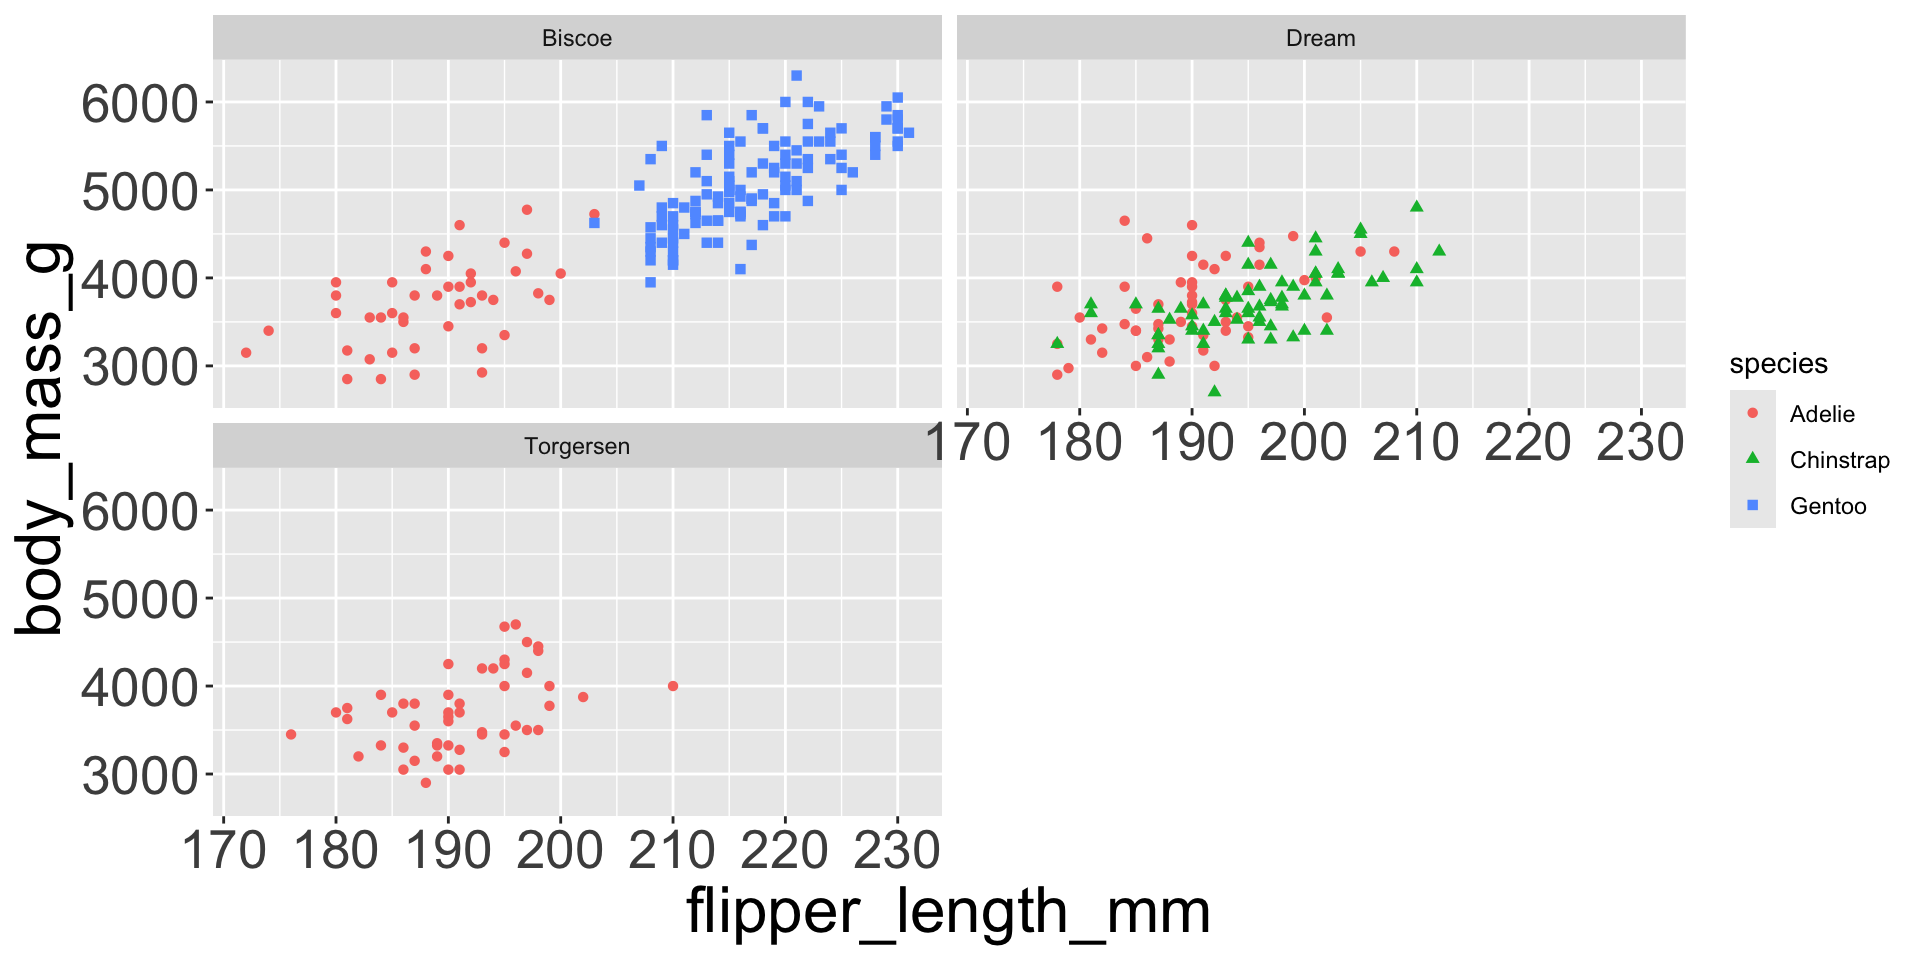 Biscoe
Dream
6000
5000
4000
3000
170 180 190 200 210 220 230
Torgersen
6000
5000
4000
3000
170 180 190 200 210 220 230
flipper_length_mm
body_mass_g
species
Adelie
Chinstrap
Gentoo